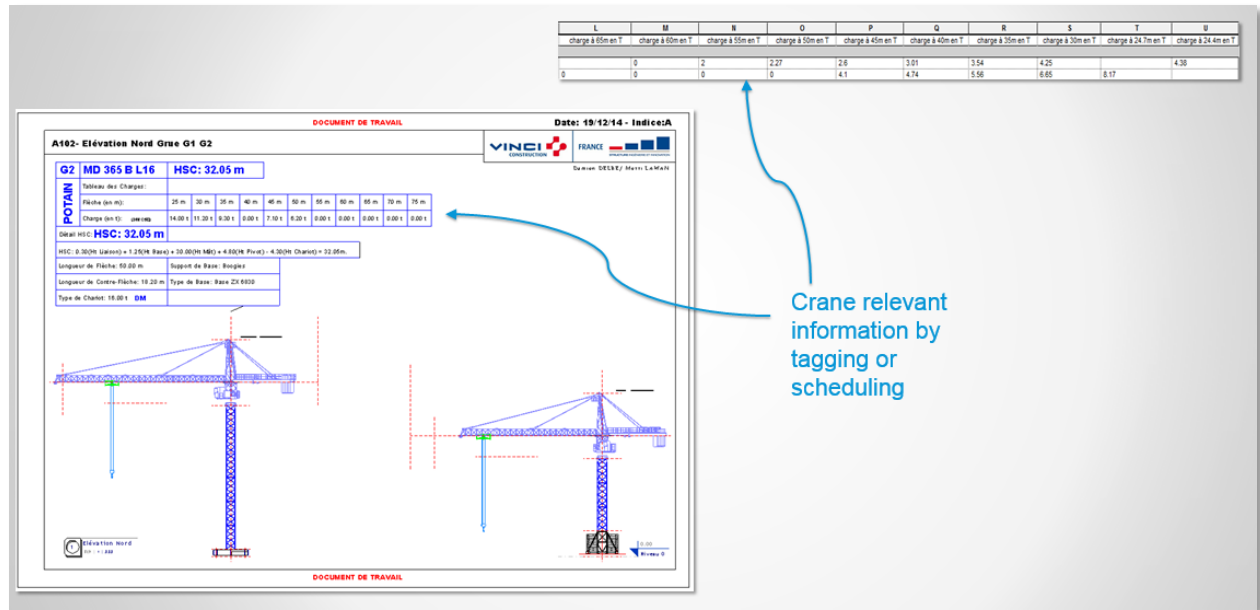 L M N O P Q R S T U
charge à 65m en T charge à 60m en T charge à 55m en T charge à 50m en T charge à 45m en T charge à 40m en T charge à 35m en T charge à 30m en T charge à 24.7m en T charge à 24.4m en T
0 2 2.27 2.6 3.01 3.54 4.25 4.38
0 0 0 0 4.1 4.74 5.56 6.65 8.17
DOCUMENT DE TRAVAIL
Date: 19/12/14 - Indice:A
A102- Elévation Nord Grue G1 G2
VINCI
CONSTRUCTION
FRANCE
G2 MD 365 B L16 HSC: 32.05 m
POTAIN
Tableau des Charges:
Flèche (en m): 25 m 30 m 35 m 40 m 45 m 50 m 55 m 60 m 65 m 70 m 75 m
Charge (en t): 14.00 t 11.20 t 9.30 t 0.00 t 7.10 t 6.20 t 0.00 t 0.00 t 0.00 t 0.00 t 0.00 t
Détail HSC: HSC: 32.05 m
HSC: 0.30(Ht Liaison) + 1.25(Ht Base) + 30.00(Ht Mât) + 4.80(Ht Pivot) - 4.30(Ht Chariot) = 32.05m.
Longueur de Flèche: 50.00 m Support de Base: Boogies
Longueur de Contre-Flèche: 18.20 m Type de Base: Base ZX 6830
Type de Chariot: 16.00 t DM
Crane relevant
information by
tagging or
scheduling
1 Elévation Nord
0.00
Niveau 0
DOCUMENT DE TRAVAIL